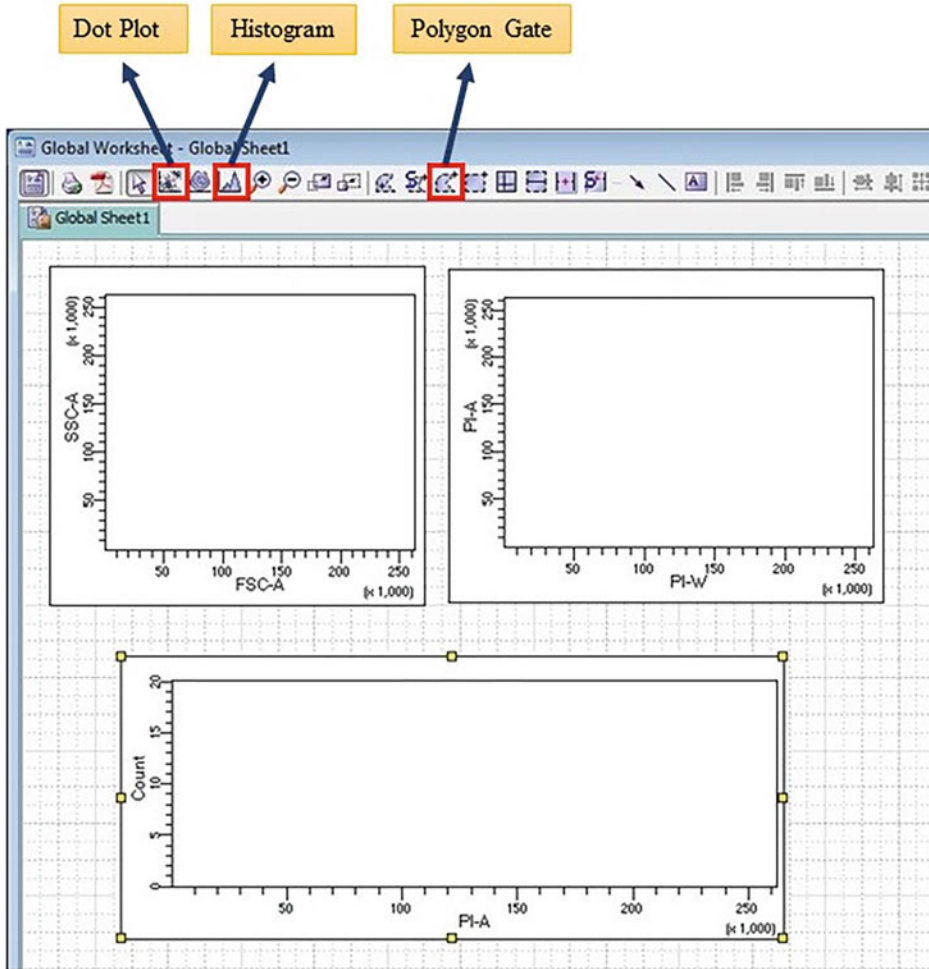 Dot Plot
Histogram
Polygon Gate
Global Worksheet - Global Sheet1
Global Sheet1
(x 1,000)
SSC-A
250
200
150
100
50
50 100 150 200 250
FSC-A
(x 1,000)
(x 1,000)
PI-A
250
200
150
100
50
50 100 150 200 250
PI-W
(x 1,000)
Count
20
15
10
5
0
50 100 150 200 250
PI-A
(x 1,000)